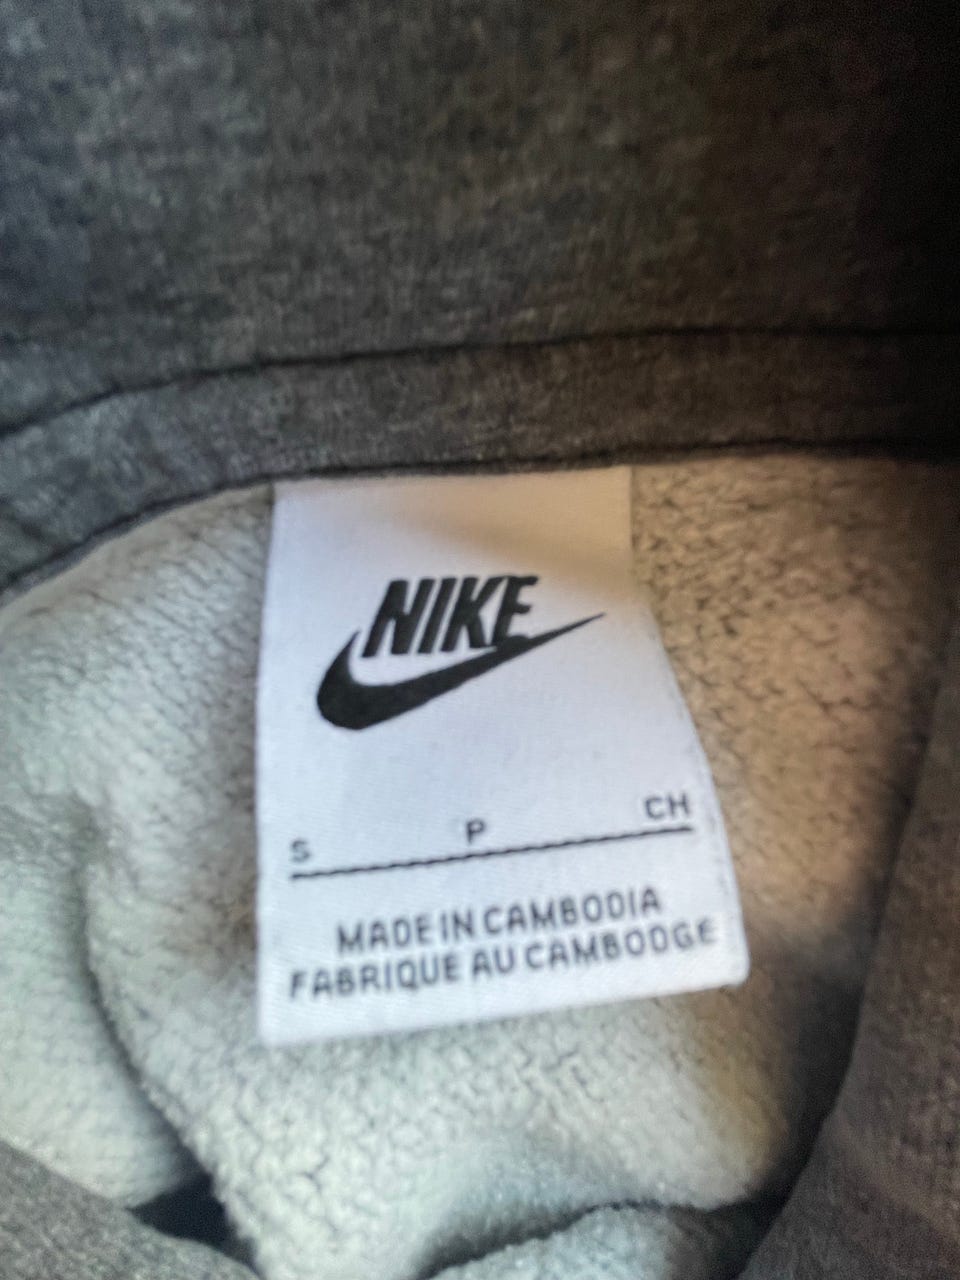 NIKE
S P CH
MADE IN CAMBODIA
FABRIQUE AU CAMBODGE